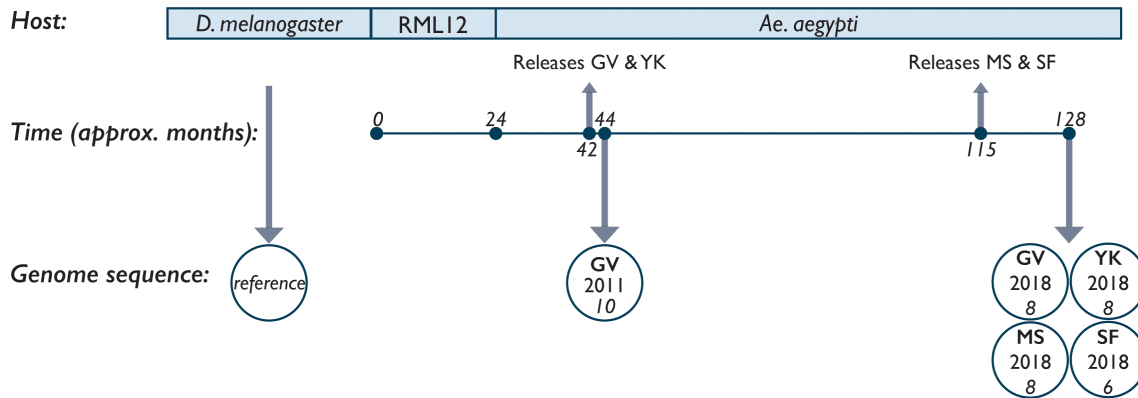 Host:
D. melanogaster
RML12
Ae. aegypti
Releases GV & YK
Releases MS & SF
Time (approx. months):
0
24
42
44
115
128
Genome sequence:
reference
GV
2011
10
GV
2018
8
YK
2018
8
MS
2018
8
SF
2018
6